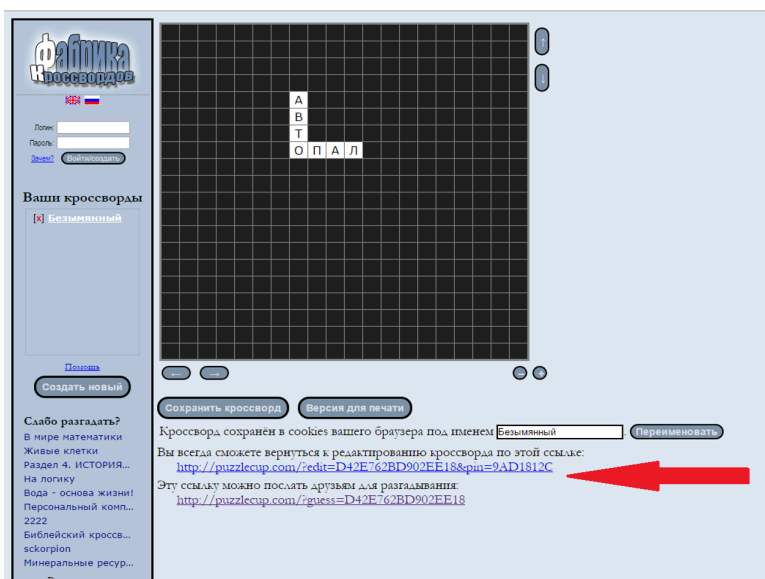 Фабрика
Кроссвордов
Логин:
Пароль:
Зачем? Войти/создать
Ваши кроссворды
[x] Безымянный
Помощь
Создать новый
Слабо разгадать?
В мире математики
Живые клетки
Раздел 4. ИСТОРИЯ...
На логику
Вода - основа жизни!
Персональный комп...
2222
Библейский кроссв...
sckorpion
Минеральные ресур...
А
В
Т
О П А Л
↑
↓
← →
- +
Сохранить кроссворд Версия для печати
Кроссворд сохранён в cookies вашего браузера под именем Безымянный . Переименовать
Вы всегда сможете вернуться к редактированию кроссворда по этой ссылке:
http://puzzlecup.com/?edit=D42E762BD902EE18&pin=9AD1812C
Эту ссылку можно послать друзьям для разгадывания:
http://puzzlecup.com/?guess=D42E762BD902EE18